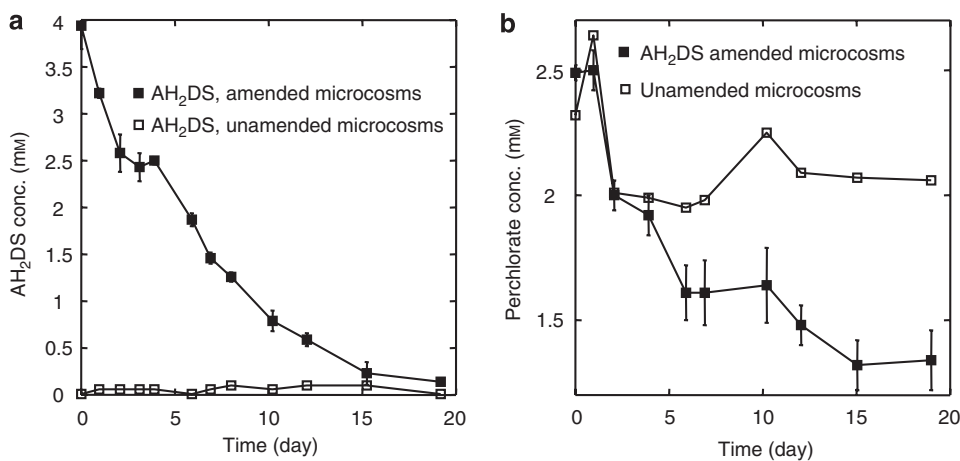 a
AH₂DS conc. (mM)
4
3.5
3
2.5
2
1.5
1
0.5
0
AH₂DS, amended microcosms
AH₂DS, unamended microcosms
0 5 10 15 20
Time (day)
b
Perchlorate conc. (mM)
2.5
2
1.5
AH₂DS amended microcosms
Unamended microcosms
0 5 10 15 20
Time (day)